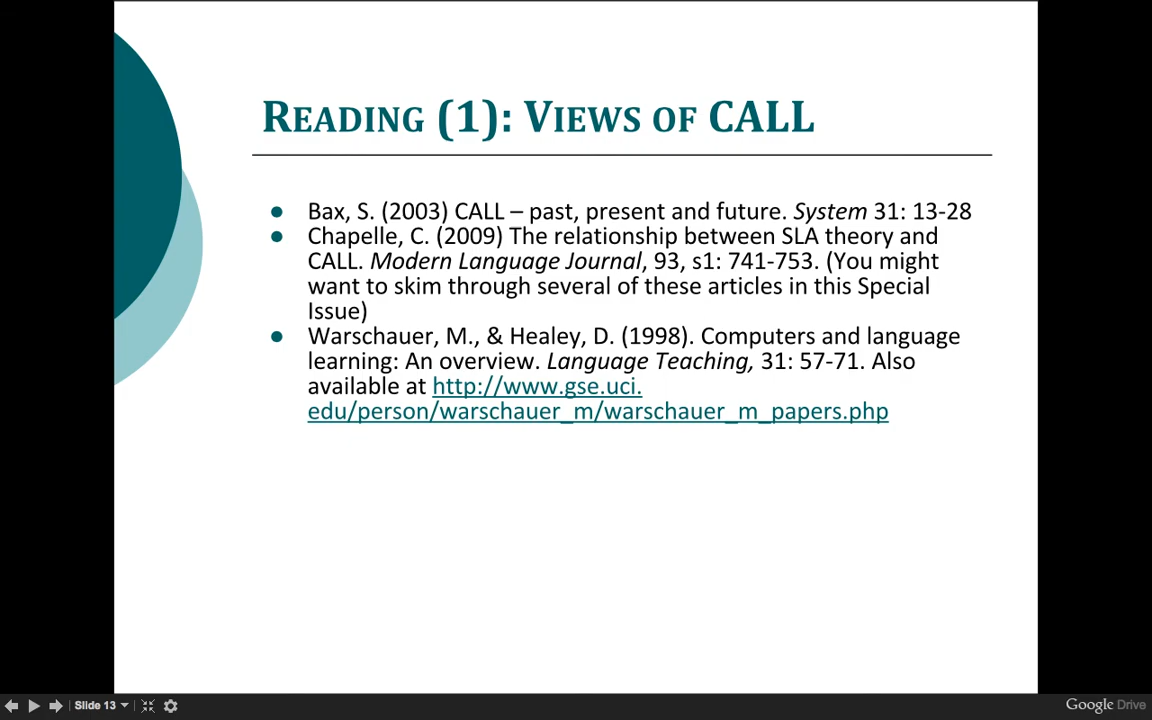 READING (1): VIEWS OF CALL
● Bax, S. (2003) CALL – past, present and future. System 31: 13-28
● Chapelle, C. (2009) The relationship between SLA theory and
CALL. Modern Language Journal, 93, s1: 741-753. (You might
want to skim through several of these articles in this Special
Issue)
● Warschauer, M., & Healey, D. (1998). Computers and language
learning: An overview. Language Teaching, 31: 57-71. Also
available at http://www.gse.uci.
edu/person/warschauer_m/warschauer_m_papers.php
Slide 13
Google Drive